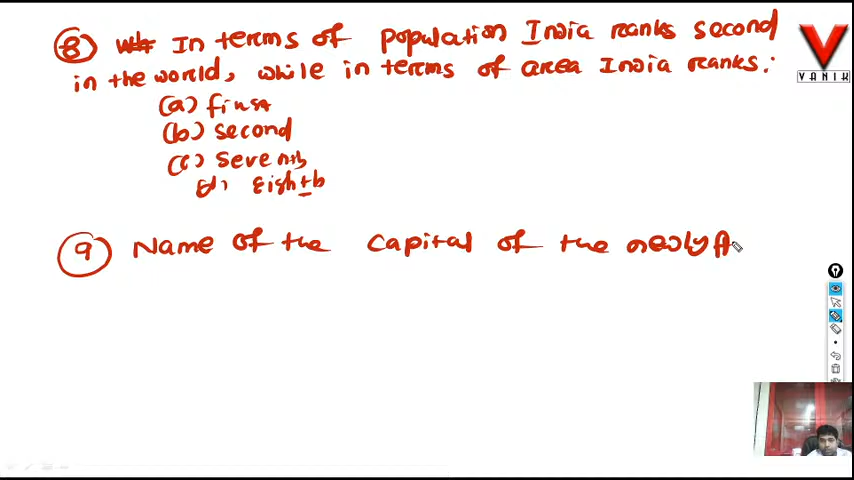 8 In terms of population India ranks second
in the world, while in terms of area India ranks:
(a) first
(b) second
(c) seventh
(d) Eighth
9 Name of the Capital of the newly
VANIK